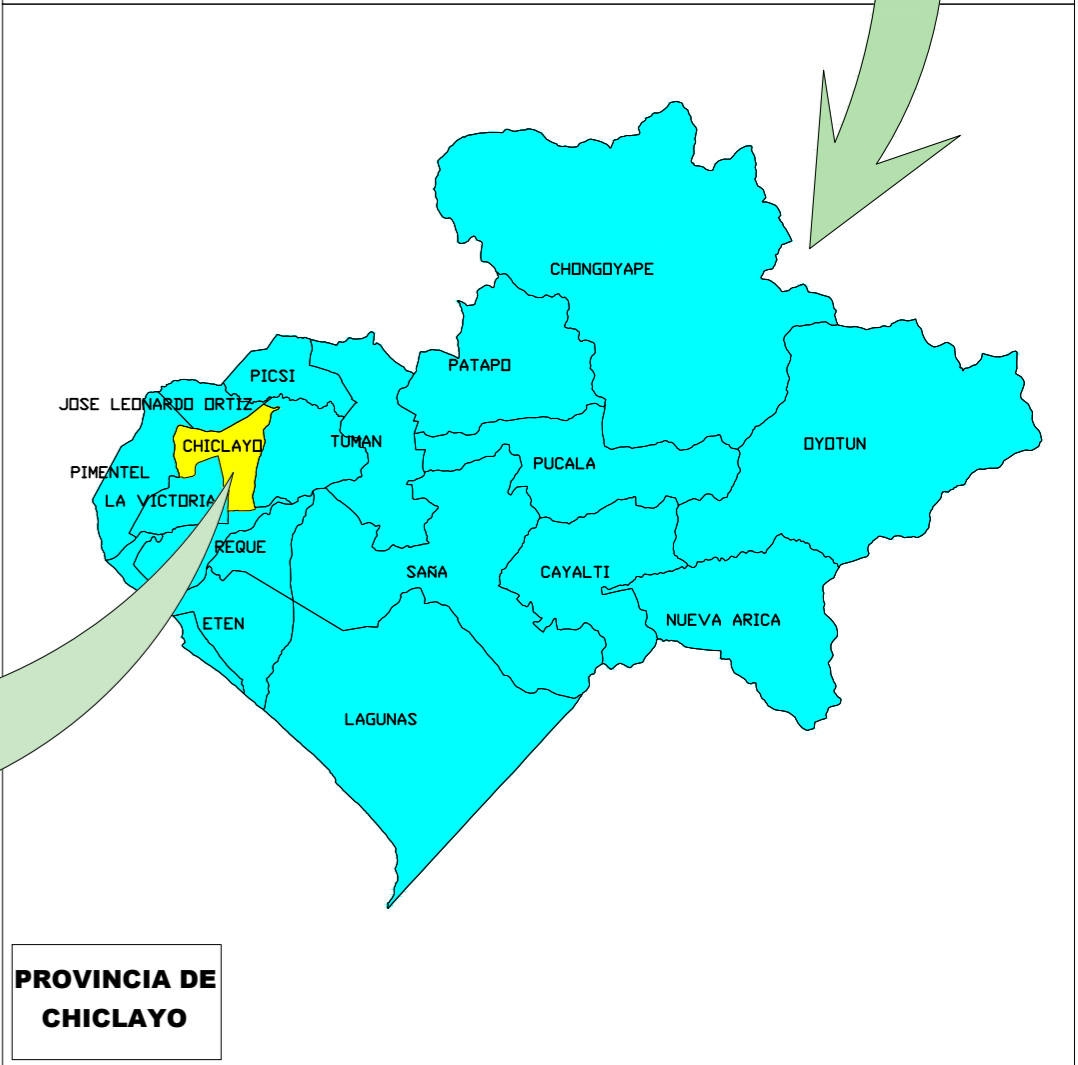 CHONGOYAPE
PATAPO
PICSI
JOSE LEONARDO ORTIZ
CHICLAYO
TUMAN
OYOTUN
PUCALA
PIMENTEL
LA VICTORIA
REQUE
SAÑA
CAYALTI
ETEN
NUEVA ARICA
LAGUNAS
PROVINCIA DE
CHICLAYO